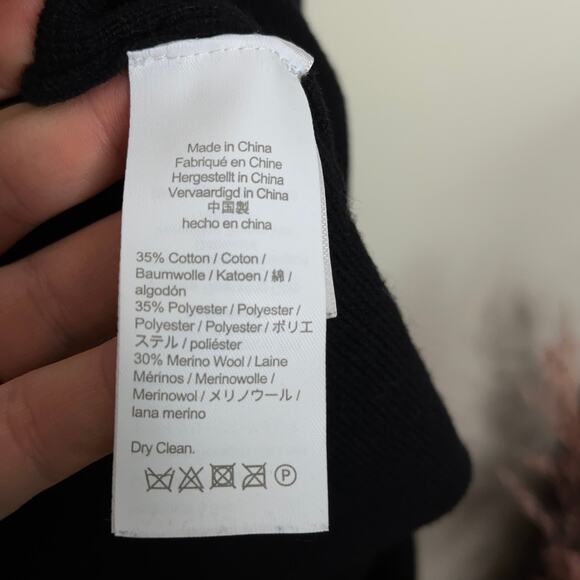 Made in China
Fabriqué en Chine
Hergestellt in China
Vervaardigd in China
中国製
hecho en china
35% Cotton / Coton /
Baumwolle / Katoen / 綿 /
algodón
35% Polyester / Polyester /
Polyester / Polyester / ポリエ
ステル / poliéster
30% Merino Wool / Laine
Mérinos / Merinowolle /
Merinowol / メリノウール /
lana merino
Dry Clean.
P